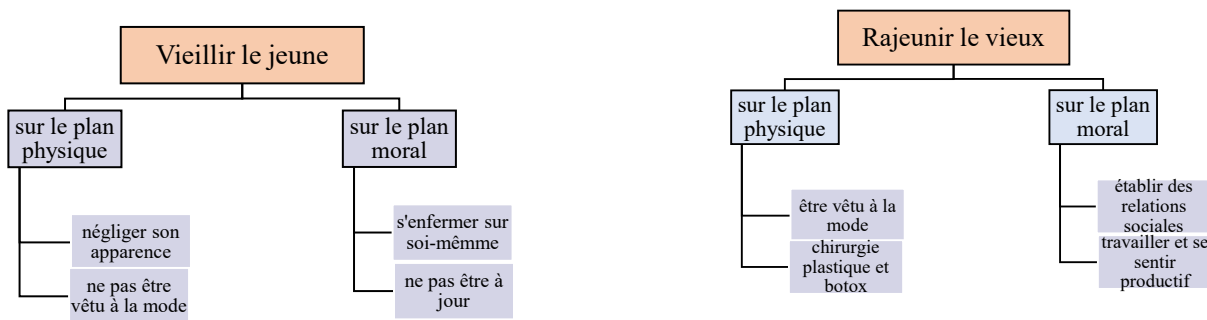 Vieillir le jeune
sur le plan
physique
négliger son
apparence
ne pas être
vêtu à la mode
sur le plan
moral
s'enfermer sur
soi-mêmme
ne pas être à
jour
Rajeunir le vieux
sur le plan
physique
être vêtu à la
mode
chirurgie
plastique et
botox
sur le plan
moral
établir des
relations
sociales
travailler et se
sentir
productif